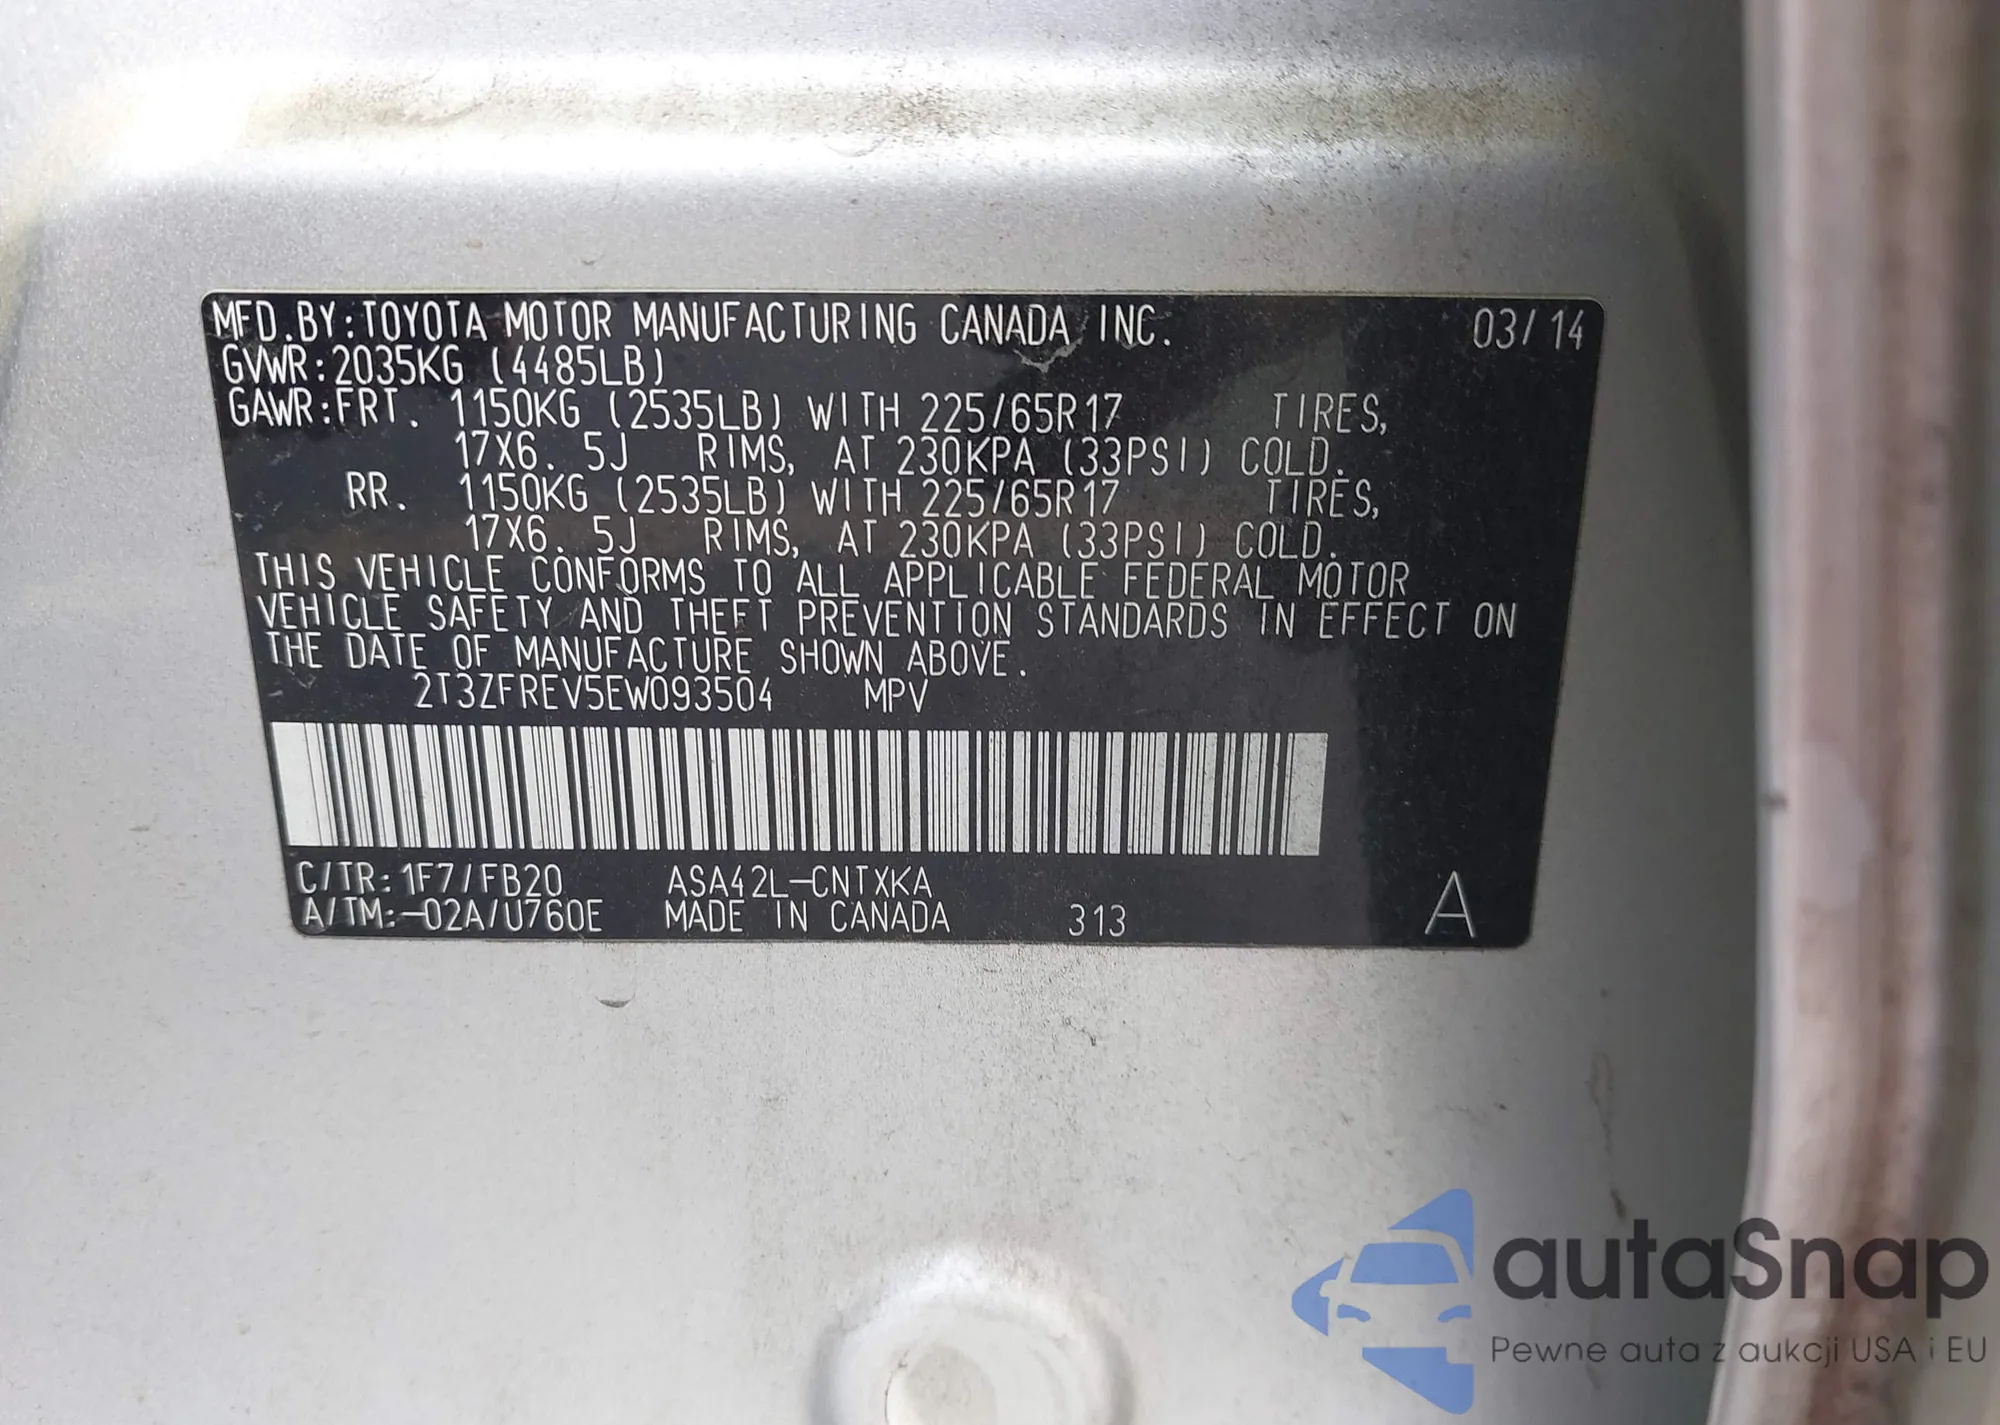 MFD.BY:TOYOTA MOTOR MANUFACTURING CANADA INC. 03/14
GVWR:2035KG (4485LB)
GAWR:FRT. 1150KG (2535LB) WITH 225/65R17 TIRES,
17X6.5J RIMS, AT 230KPA (33PSI) COLD.
RR. 1150KG (2535LB) WITH 225/65R17 TIRES,
17X6.5J RIMS, AT 230KPA (33PSI) COLD.
THIS VEHICLE CONFORMS TO ALL APPLICABLE FEDERAL MOTOR
VEHICLE SAFETY AND THEFT PREVENTION STANDARDS IN EFFECT ON
THE DATE OF MANUFACTURE SHOWN ABOVE.
2T3ZFREV5EW093504 MPV
C/TR:1F7/FB20 ASA42L-CNTXKA
A/TM:-02A/U760E MADE IN CANADA 313 A
autaSnap
Pewne auta z aukcji USA i EU